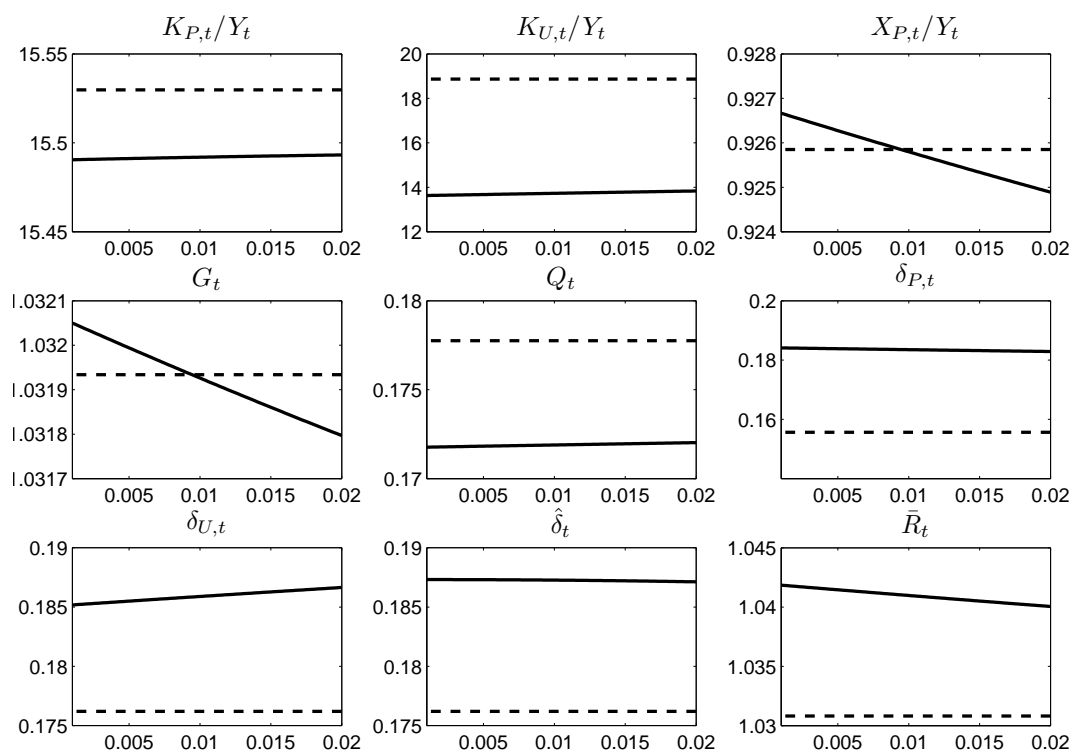 K_{P,t}/Y_t K_{U,t}/Y_t X_{P,t}/Y_t
15.55 20 0.928
18 0.927
15.5 16 0.926
14 0.925
15.45 12 0.924
0.005 0.01 0.015 0.02 0.005 0.01 0.015 0.02 0.005 0.01 0.015 0.02
G_t Q_t δ_{P,t}
1.0321 0.18 0.2
1.032 0.18
1.0319 0.175
1.0318 0.16
1.0317 0.17
0.005 0.01 0.015 0.02 0.005 0.01 0.015 0.02 0.005 0.01 0.015 0.02
δ_{U,t} δ̂_t R̄_t
0.19 0.19 1.045
0.185 0.185 1.04
0.18 0.18 1.035
0.175 0.175 1.03
0.005 0.01 0.015 0.02 0.005 0.01 0.015 0.02 0.005 0.01 0.015 0.02